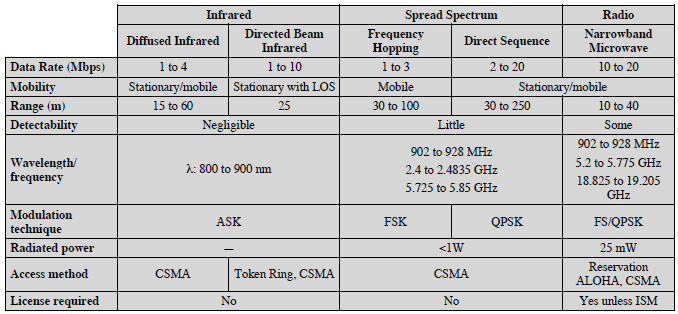 Infrared Spread Spectrum Radio
Diffused Infrared Directed Beam Infrared Frequency Hopping Direct Sequence Narrowband Microwave
Data Rate (Mbps) 1 to 4 1 to 10 1 to 3 2 to 20 10 to 20
Mobility Stationary/mobile Stationary with LOS Mobile Stationary/mobile
Range (m) 15 to 60 25 30 to 100 30 to 250 10 to 40
Detectability Negligible Little Some
Wavelength/
frequency
λ: 800 to 900 nm
902 to 928 MHz
2.4 to 2.4835 GHz
5.725 to 5.85 GHz
902 to 928 MHz
5.2 to 5.775 GHz
18.825 to 19.205
GHz
Modulation
technique
ASK FSK QPSK FS/QPSK
Radiated power — <1W 25 mW
Access method CSMA Token Ring, CSMA CSMA Reservation
ALOHA, CSMA
License required No No Yes unless ISM